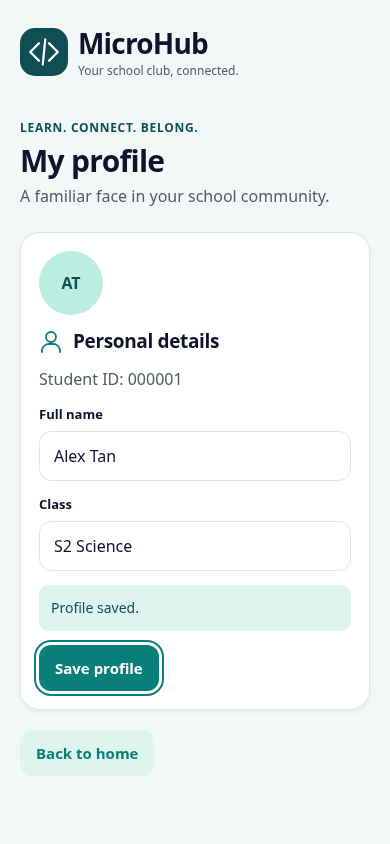 MicroHub
Your school club, connected.
LEARN. CONNECT. BELONG.
My profile
A familiar face in your school community.
AT
Personal details
Student ID: 000001
Full name
Alex Tan
Class
S2 Science
Profile saved.
Save profile
Back to home